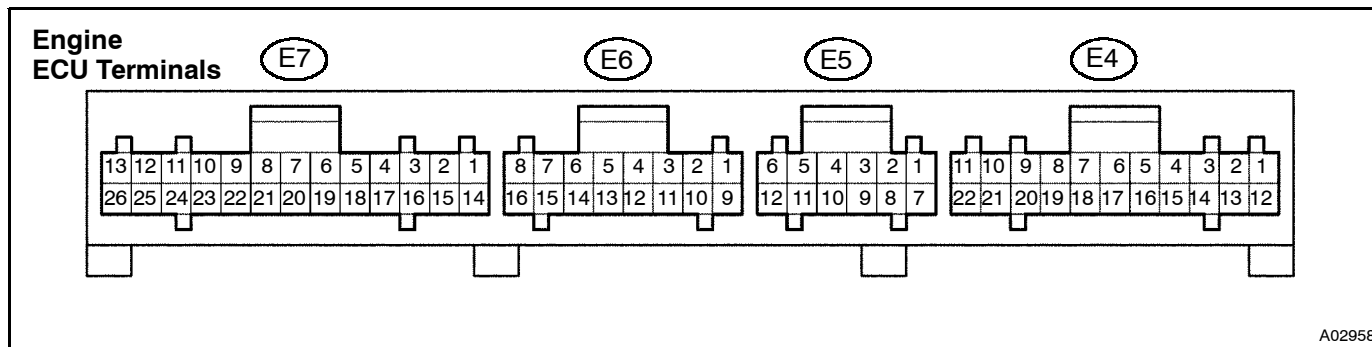 Engine
ECU Terminals
E7 E6 E5 E4
13 12 11 10 9 8 7 6 5 4 3 2 1 8 7 6 5 4 3 2 1 6 5 4 3 2 1 11 10 9 8 7 6 5 4 3 2 1
26 25 24 23 22 21 20 19 18 17 16 15 14 16 15 14 13 12 11 10 9 12 11 10 9 8 7 22 21 20 19 18 17 16 15 14 13 12
A02958